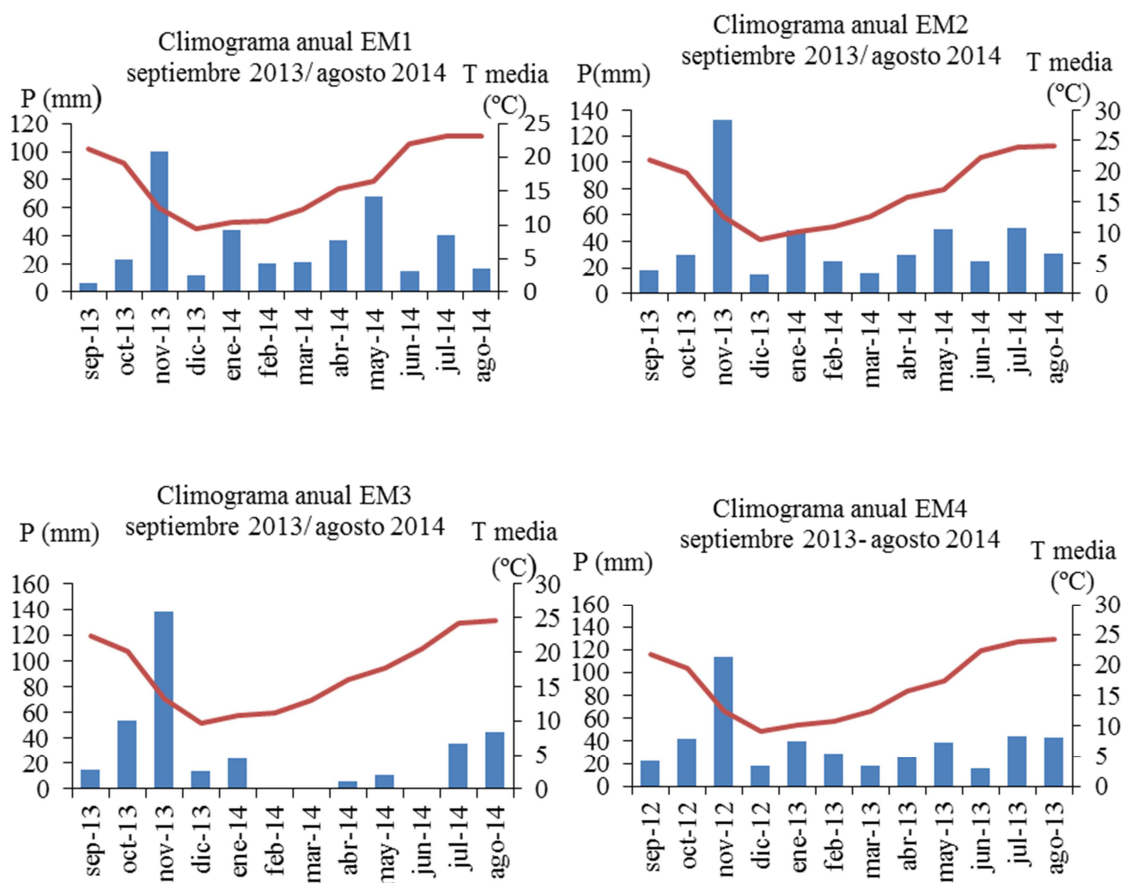 Climograma anual EM1
septiembre 2013/ agosto 2014
P (mm)
T media
(ºC)
120
100
80
60
40
20
0
25
20
15
10
5
0
sep-13
oct-13
nov-13
dic-13
ene-14
feb-14
mar-14
abr-14
may-14
jun-14
jul-14
ago-14
Climograma anual EM2
septiembre 2013/ agosto 2014
P(mm)
T media
(ºC)
140
120
100
80
60
40
20
0
30
25
20
15
10
5
0
sep-13
oct-13
nov-13
dic-13
ene-14
feb-14
mar-14
abr-14
may-14
jun-14
jul-14
ago-14
Climograma anual EM3
septiembre 2013/ agosto 2014
P (mm)
T media
(ºC)
160
140
120
100
80
60
40
20
0
30
25
20
15
10
5
0
sep-13
oct-13
nov-13
dic-13
ene-14
feb-14
mar-14
abr-14
may-14
jun-14
jul-14
ago-14
Climograma anual EM4
septiembre 2013- agosto 2014
P (mm)
T media
(ºC)
160
140
120
100
80
60
40
20
0
30
25
20
15
10
5
0
sep-12
oct-12
nov-12
dic-12
ene-13
feb-13
mar-13
abr-13
may-13
jun-13
jul-13
ago-13